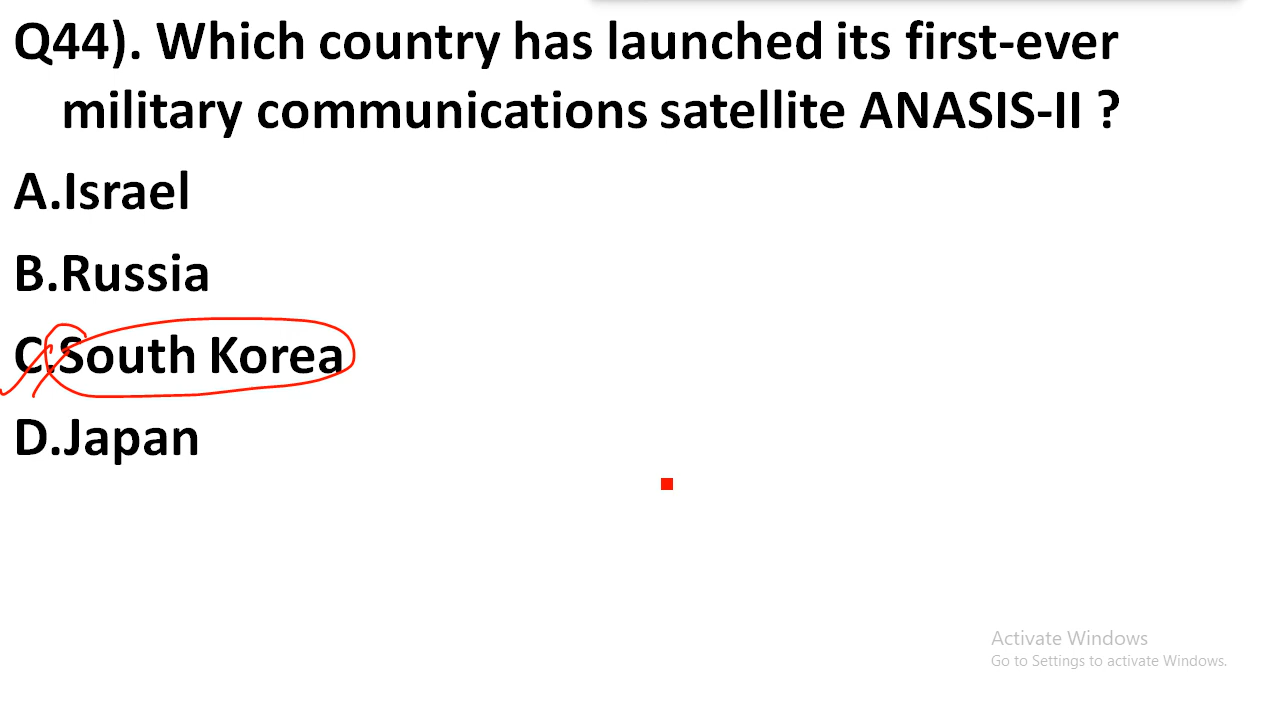 Q44). Which country has launched its first-ever
military communications satellite ANASIS-II ?
A.Israel
B.Russia
C.South Korea
D.Japan
Activate Windows
Go to Settings to activate Windows.